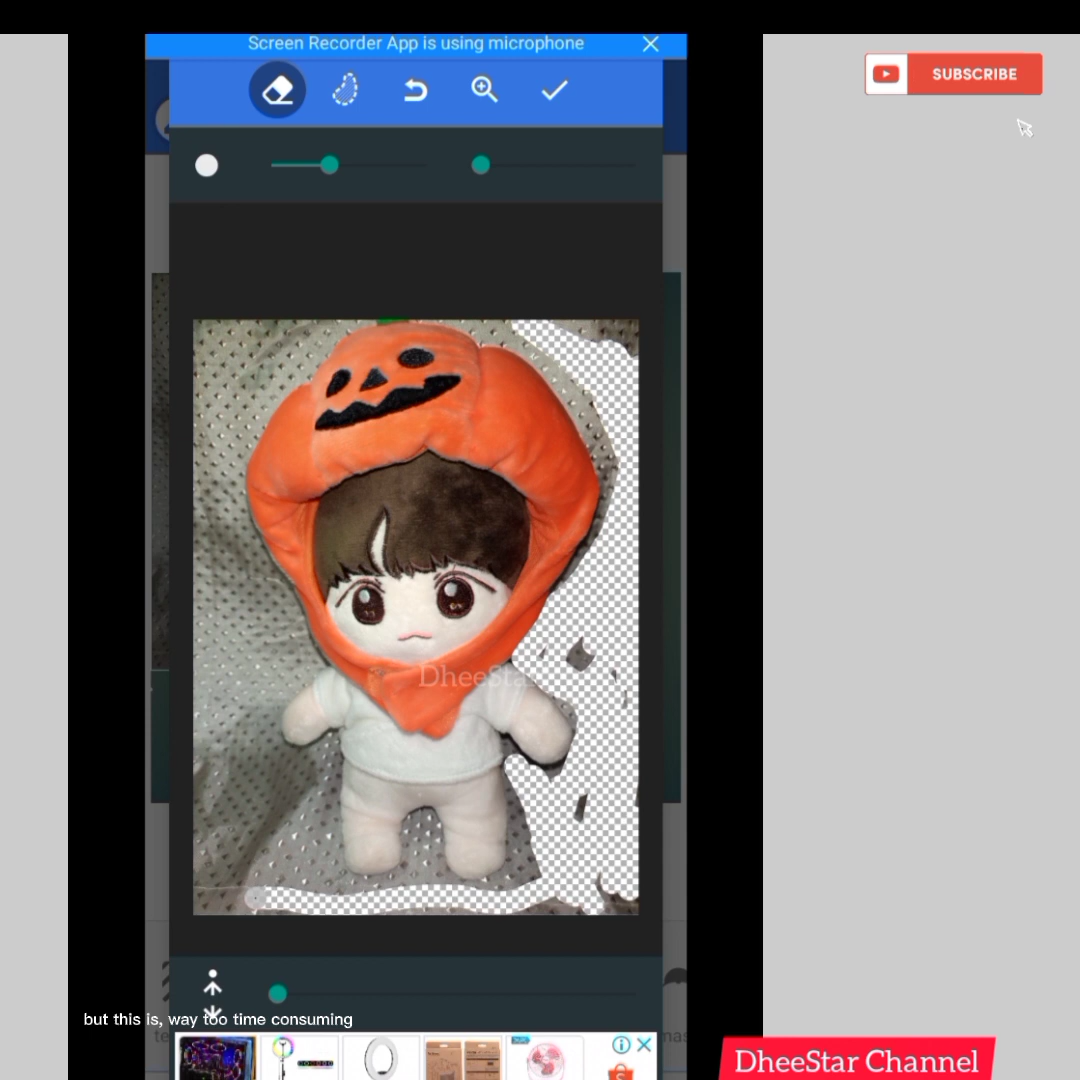 Screen Recorder App is using microphone
SUBSCRIBE
DheeStar
but this is, way too time consuming
DheeStar Channel